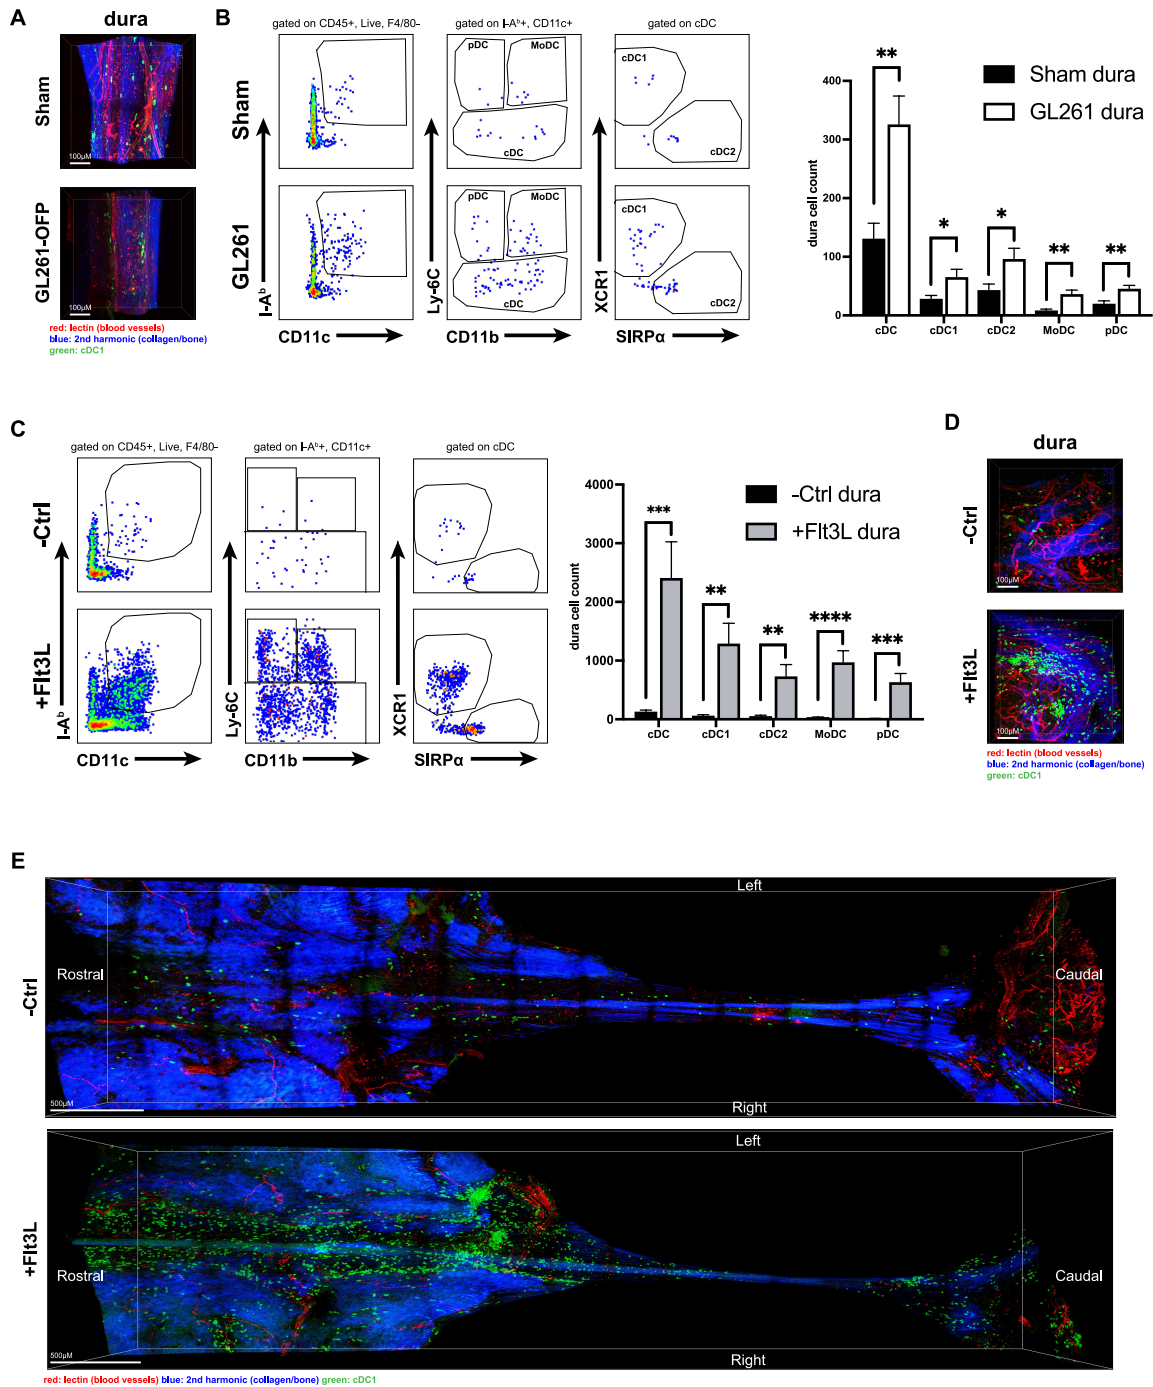 A
dura
Sham
100µM
GL261-OFP
100µM
red: lectin (blood vessels)
blue: 2nd harmonic (collagen/bone)
green: cDC1
B
gated on CD45+, Live, F4/80-
gated on I-Aᵇ+, CD11c+
gated on cDC
Sham
pDC
MoDC
cDC
cDC1
cDC2
GL261
pDC
MoDC
cDC
cDC1
cDC2
I-Aᵇ
CD11c
Ly-6C
CD11b
XCR1
SIRPα
dura cell count
400
300
200
100
0
**
*
*
**
**
Sham dura
GL261 dura
cDC
cDC1
cDC2
MoDC
pDC
C
gated on CD45+, Live, F4/80-
gated on I-Aᵇ+, CD11c+
gated on cDC
-Ctrl
+Flt3L
I-Aᵇ
CD11c
Ly-6C
CD11b
XCR1
SIRPα
dura cell count
4000
3000
2000
1000
0
***
**
**
****
***
-Ctrl dura
+Flt3L dura
cDC
cDC1
cDC2
MoDC
pDC
D
dura
-Ctrl
100µM
+Flt3L
100µM
red: lectin (blood vessels)
blue: 2nd harmonic (collagen/bone)
green: cDC1
E
-Ctrl
Left
Rostral
Caudal
500µM
Right
+Flt3L
Left
Rostral
Caudal
500µM
Right
red: lectin (blood vessels) blue: 2nd harmonic (collagen/bone) green: cDC1